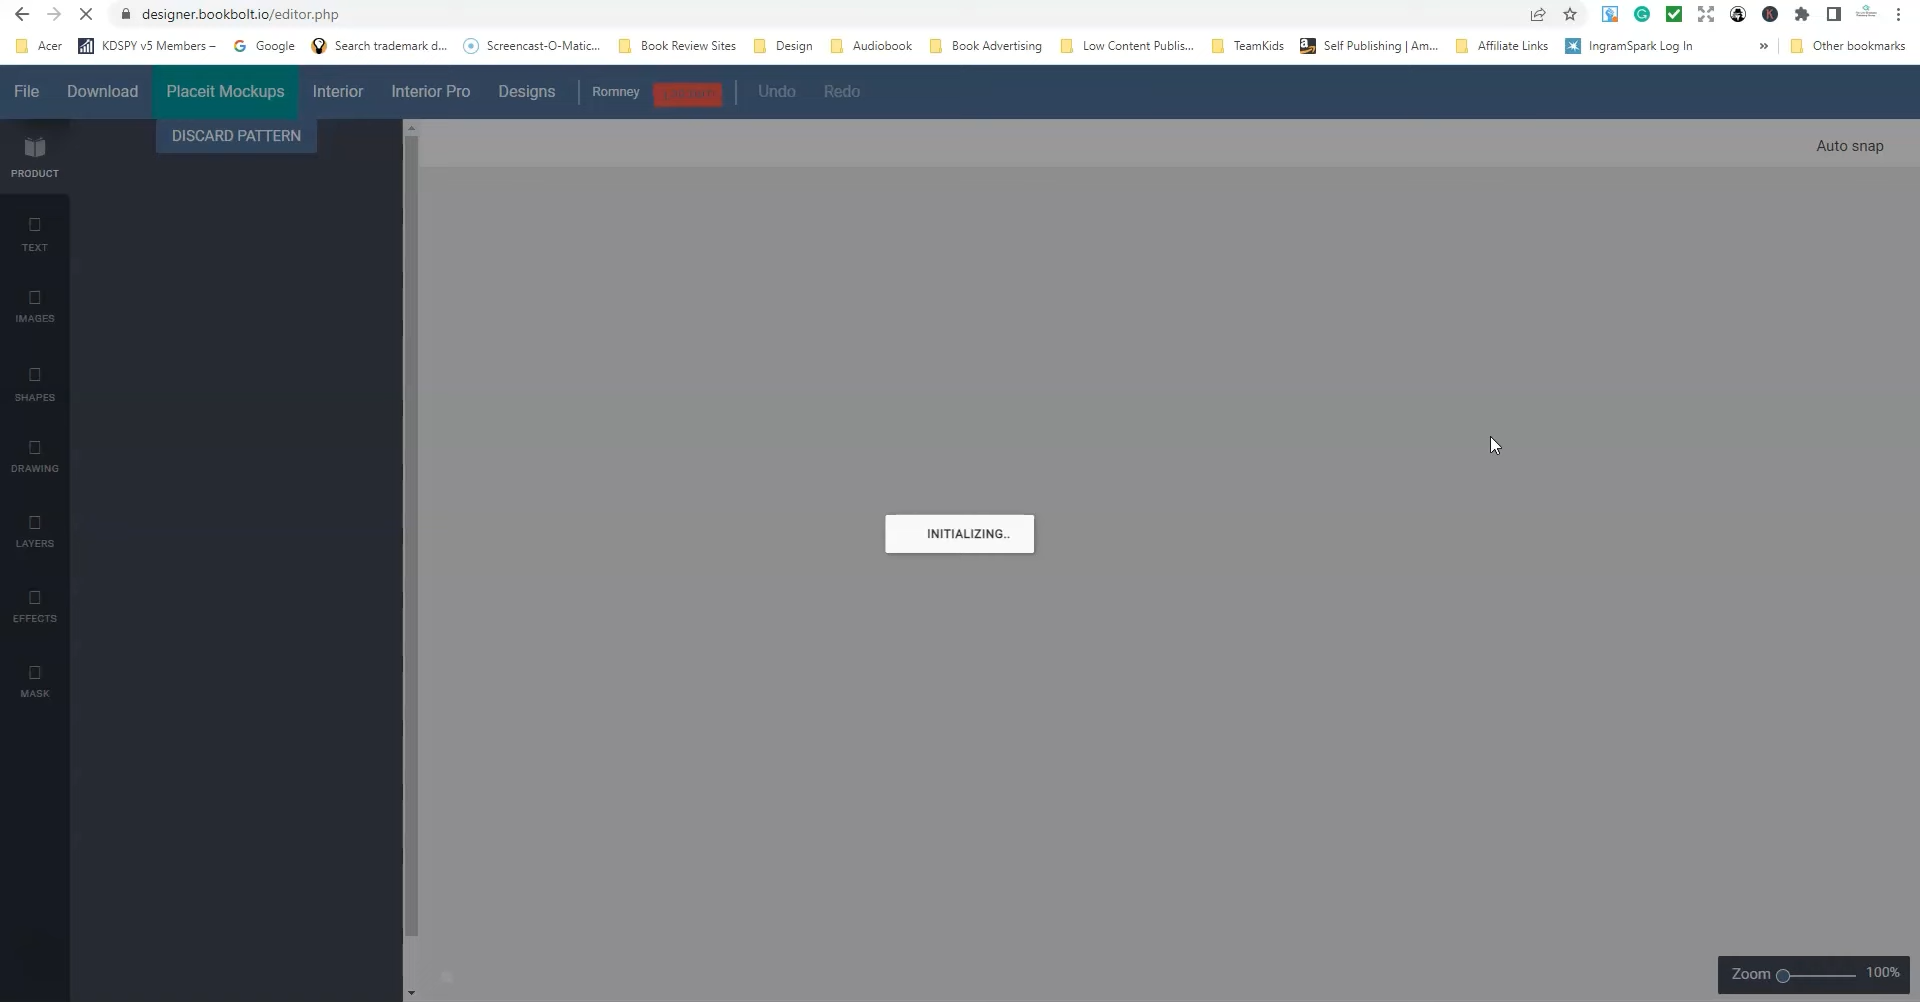 designer.bookbolt.io/editor.php
Acer
KDSPY v5 Members –
Google
Search trademark d...
Screencast-O-Matic...
Book Review Sites
Design
Audiobook
Book Advertising
Low Content Publis...
TeamKids
Self Publishing | Am...
Affiliate Links
IngramSpark Log In
»
Other bookmarks
File
Download
Placeit Mockups
Interior
Interior Pro
Designs
Romney
Undo
Redo
DISCARD PATTERN
Auto snap
PRODUCT
TEXT
IMAGES
SHAPES
DRAWING
LAYERS
EFFECTS
MASK
INITIALIZING..
Zoom
100%